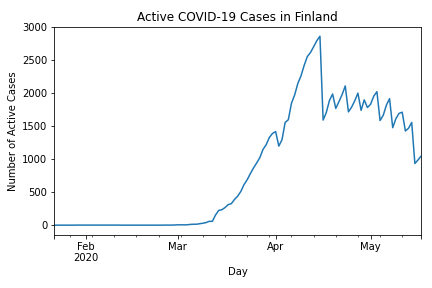 Active COVID-19 Cases in Finland
Number of Active Cases
3000
2500
2000
1500
1000
500
0
Feb
2020
Mar
Apr
May
Day